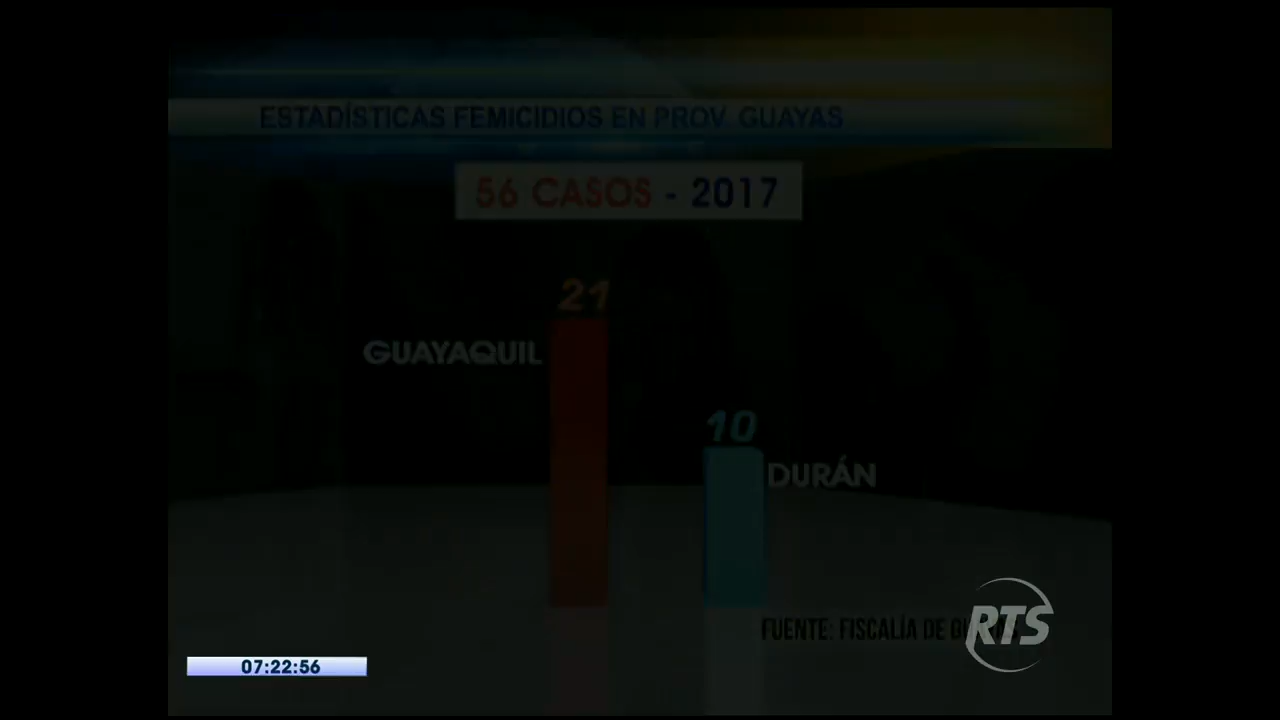 ESTADÍSTICAS FEMICIDIOS EN PROV. GUAYAS
56 CASOS - 2017
21
GUAYAQUIL
10
DURÁN
FUENTE: FISCALÍA DE
RTS
07:22:56